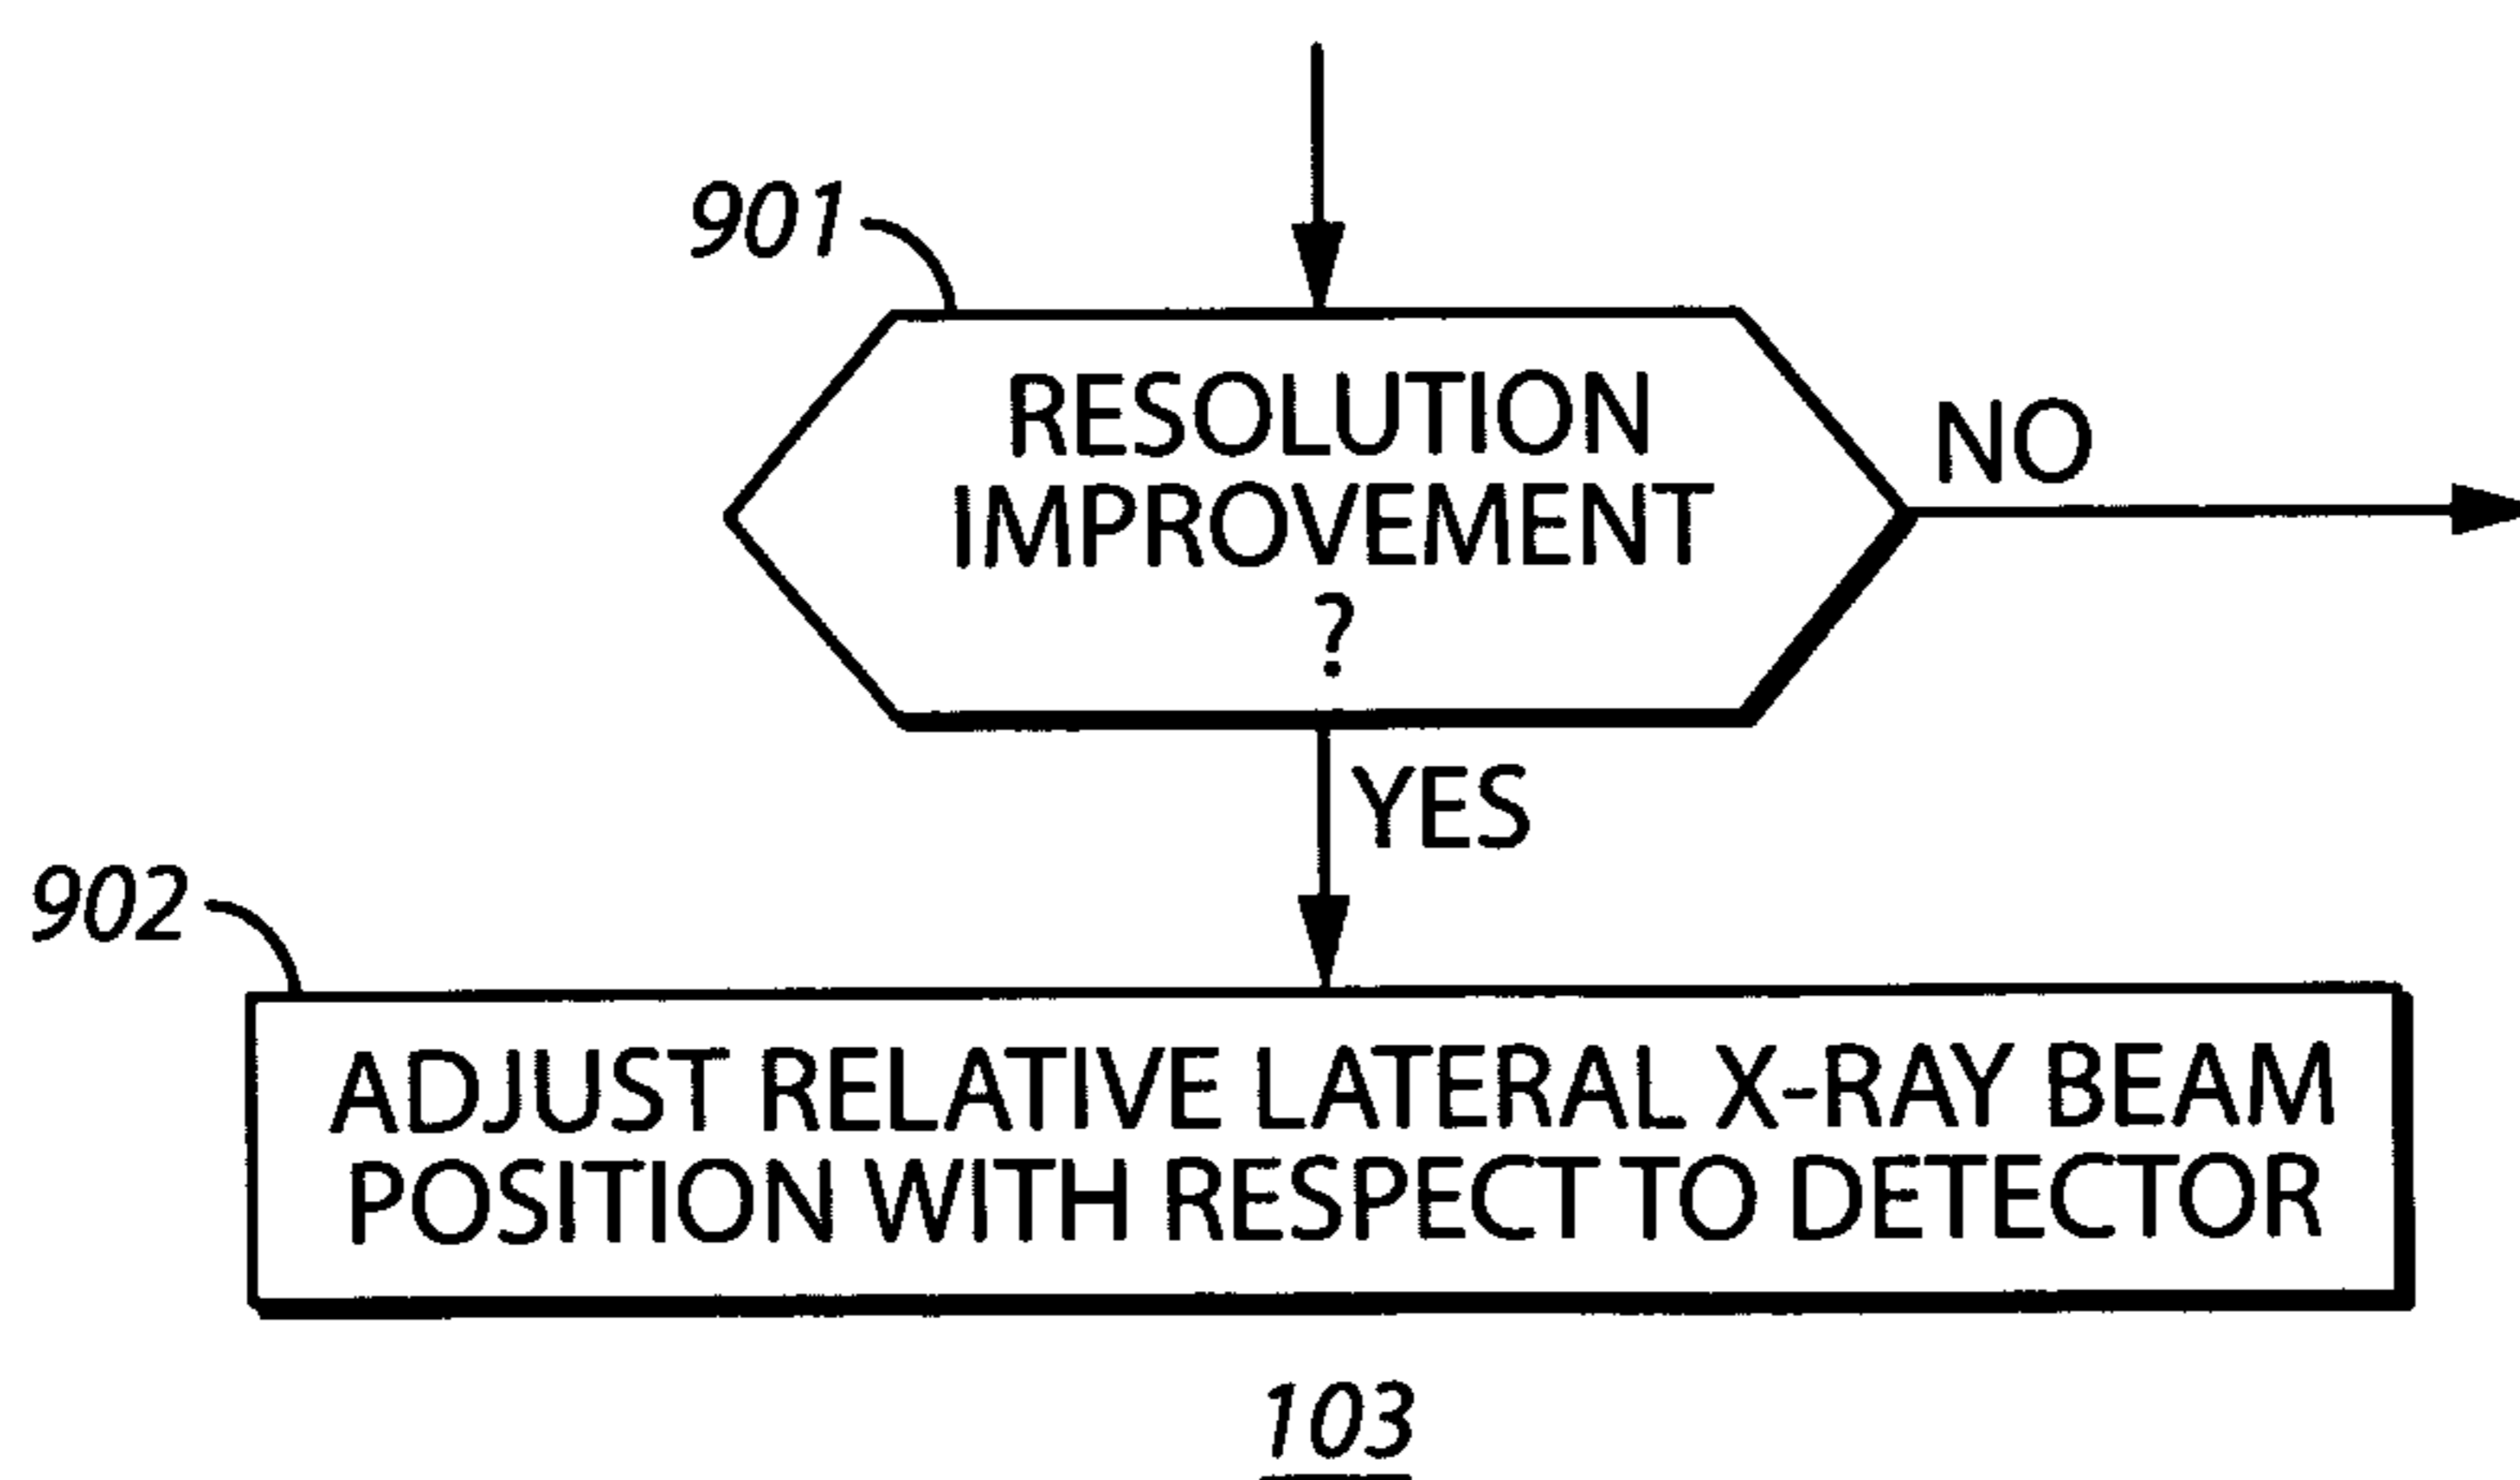 901
RESOLUTION
IMPROVEMENT
?
NO
YES
902
ADJUST RELATIVE LATERAL X-RAY BEAM
POSITION WITH RESPECT TO DETECTOR
103